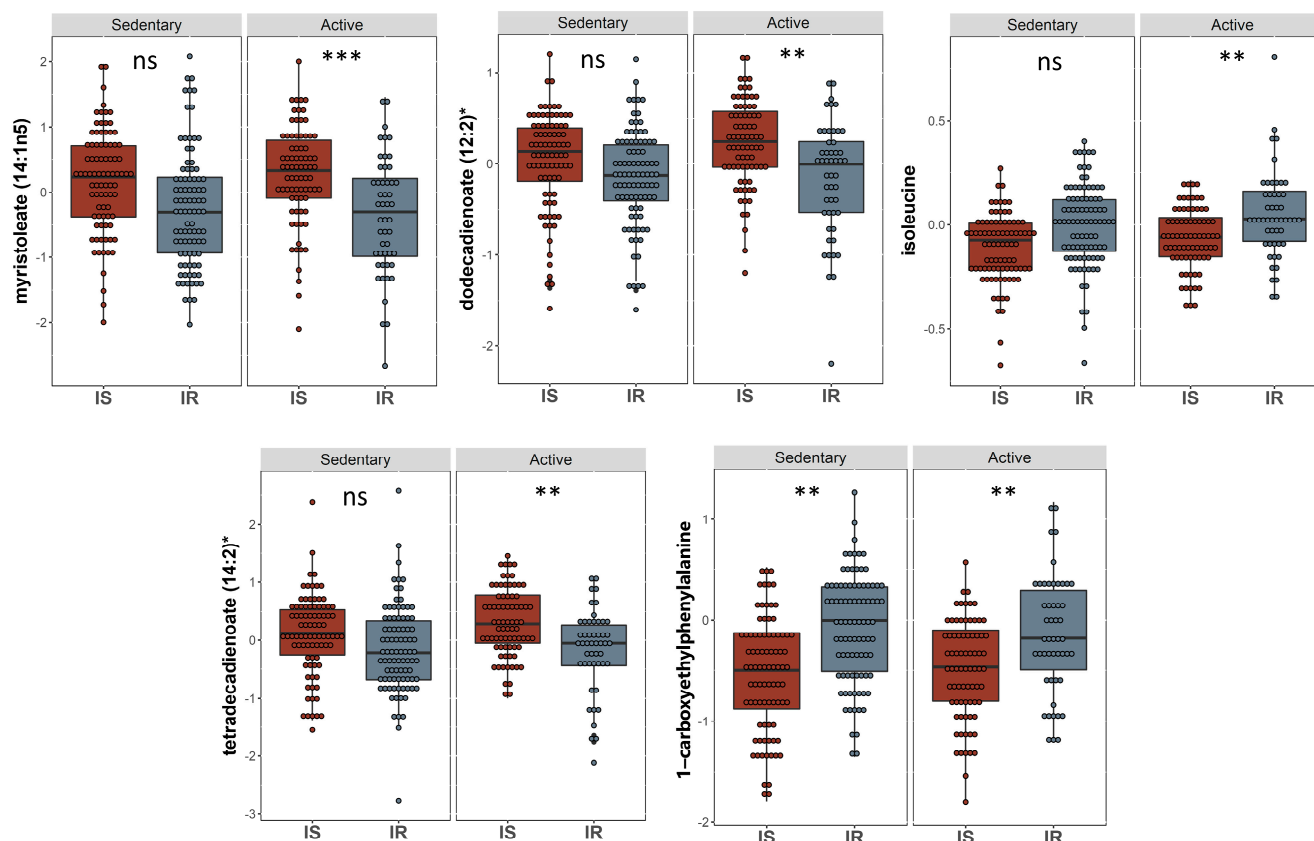 Sedentary Active
ns ***
myristoleate (14:1n5)
2
1
0
-1
-2
IS IR IS IR
Sedentary Active
ns **
dodecadienoate (12:2)*
1
0
-1
-2
IS IR IS IR
Sedentary Active
ns **
isoleucine
0.5
0.0
-0.5
IS IR IS IR
Sedentary Active
ns **
tetradecadienoate (14:2)*
2
1
0
-1
-2
-3
IS IR IS IR
Sedentary Active
** **
1–carboxyethylphenylalanine
1
0
-1
-2
IS IR IS IR